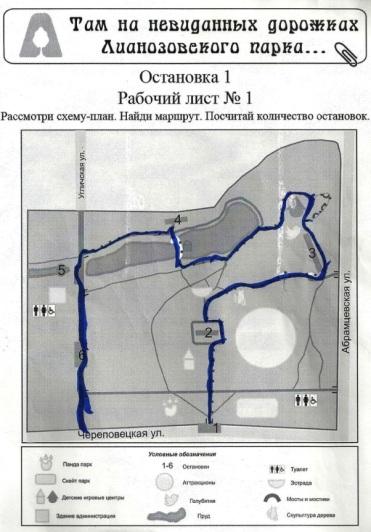 Там на невиданных дорожках
Лианозовского парка...
Остановка 1
Рабочий лист № 1
Рассмотри схему-план. Найди маршрут. Посчитай количество остановок.
Угличская ул.
4
3
5
Абрамцевская ул.
2
6
1
Череповецкая ул.
Условные обозначения
Панда парк
1-6 Остановки
Туалет
Скейт парк
Аттракционы
Эстрада
Детские игровые центры
Голубятня
Мосты и мостики
Здание администрация
Пруд
Скульптура дерева